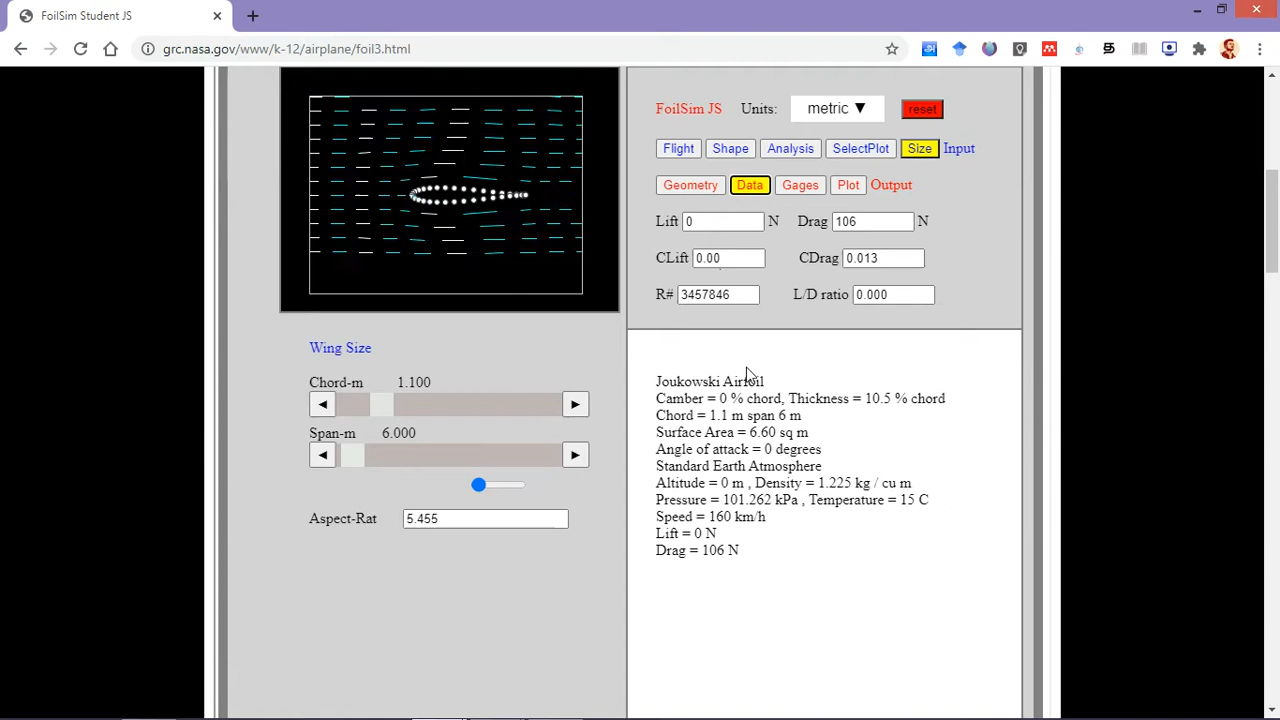 FoilSim Student JS
grc.nasa.gov/www/k-12/airplane/foil3.html
FoilSim JS Units: metric ▼ reset
Flight Shape Analysis SelectPlot Size Input
Geometry Data Gages Plot Output
Lift 0 N Drag 106 N
CLift 0.00 CDrag 0.013
R# 3457846 L/D ratio 0.000
Wing Size
Chord-m 1.100
Span-m 6.000
Aspect-Rat 5.455
Joukowski Airfoil
Camber = 0 % chord, Thickness = 10.5 % chord
Chord = 1.1 m span 6 m
Surface Area = 6.60 sq m
Angle of attack = 0 degrees
Standard Earth Atmosphere
Altitude = 0 m , Density = 1.225 kg / cu m
Pressure = 101.262 kPa , Temperature = 15 C
Speed = 160 km/h
Lift = 0 N
Drag = 106 N